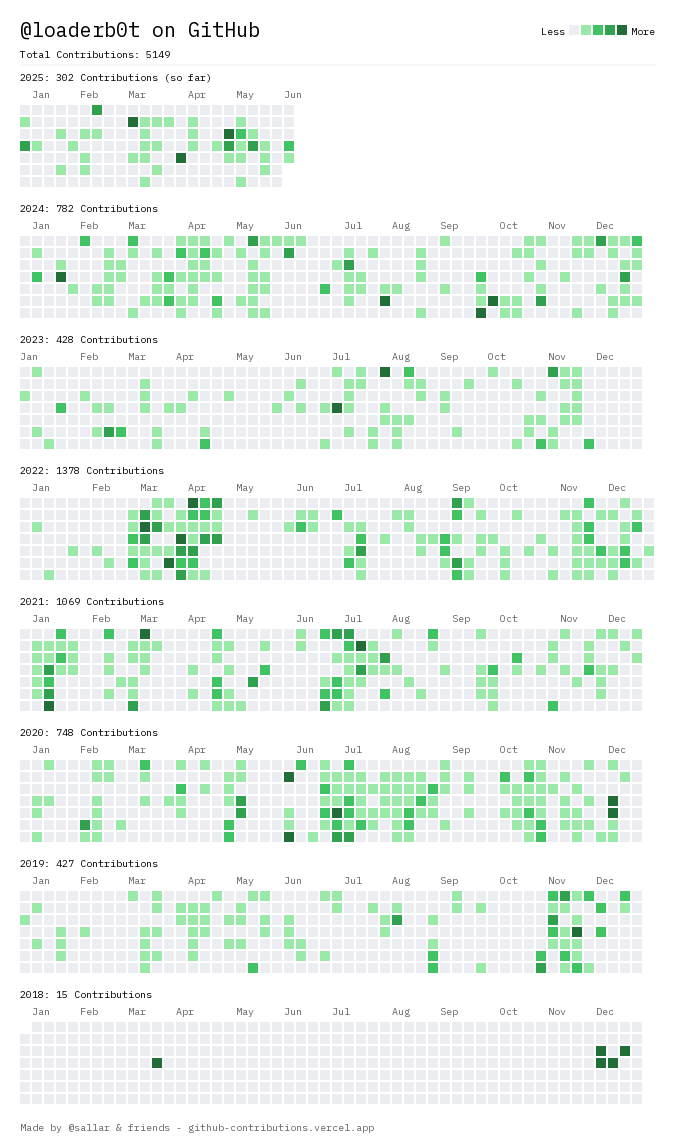 @loaderb0t on GitHub
Less More
Total Contributions: 5149
2025: 302 Contributions (so far)
Jan Feb Mar Apr May Jun
2024: 782 Contributions
Jan Feb Mar Apr May Jun Jul Aug Sep Oct Nov Dec
2023: 428 Contributions
Jan Feb Mar Apr May Jun Jul Aug Sep Oct Nov Dec
2022: 1378 Contributions
Jan Feb Mar Apr May Jun Jul Aug Sep Oct Nov Dec
2021: 1069 Contributions
Jan Feb Mar Apr May Jun Jul Aug Sep Oct Nov Dec
2020: 748 Contributions
Jan Feb Mar Apr May Jun Jul Aug Sep Oct Nov Dec
2019: 427 Contributions
Jan Feb Mar Apr May Jun Jul Aug Sep Oct Nov Dec
2018: 15 Contributions
Jan Feb Mar Apr May Jun Jul Aug Sep Oct Nov Dec
Made by @sallar & friends - github-contributions.vercel.app